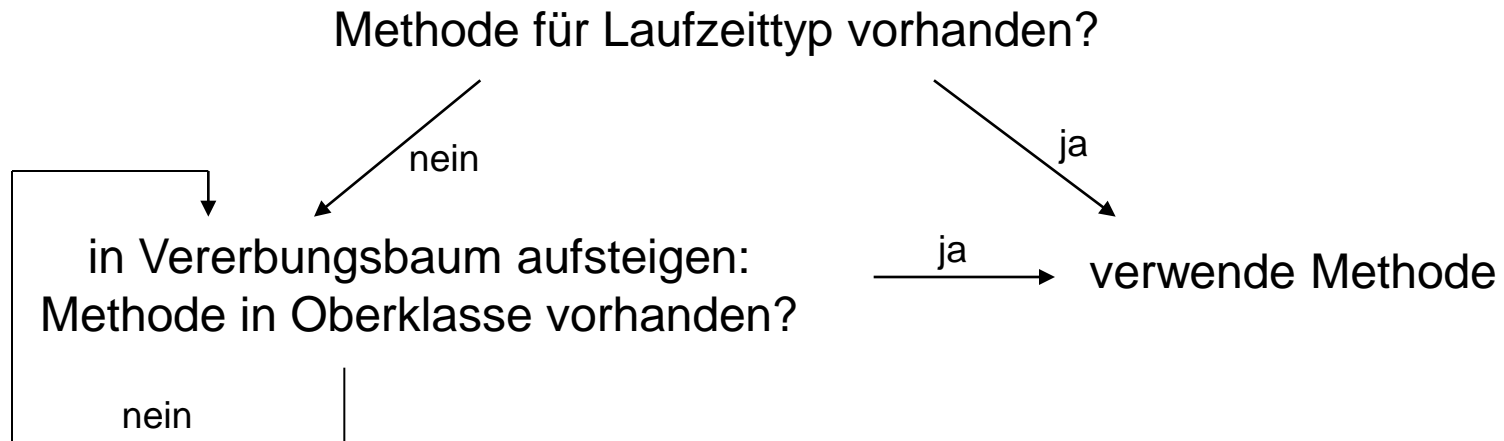 Methode für Laufzeittyp vorhanden?
nein
ja
in Vererbungsbaum aufsteigen:
Methode in Oberklasse vorhanden?
ja
verwende Methode
nein